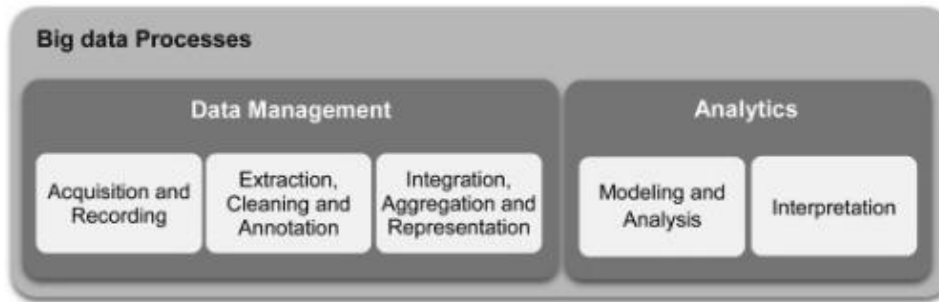 Big data Processes
Data Management
Acquisition and
Recording
Extraction,
Cleaning and
Annotation
Integration,
Aggregation and
Representation
Analytics
Modeling and
Analysis
Interpretation